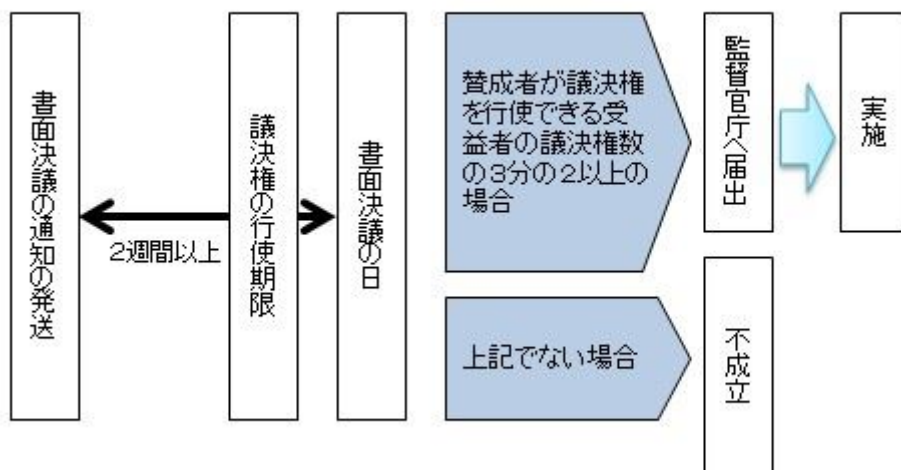 書面決議の通知の発送
2週間以上
議決権の行使期限
書面決議の日
賛成者が議決権
を行使できる受
益者の議決権数
の3分の2以上の
場合
監督官庁へ届出
実施
上記でない場合
不成立